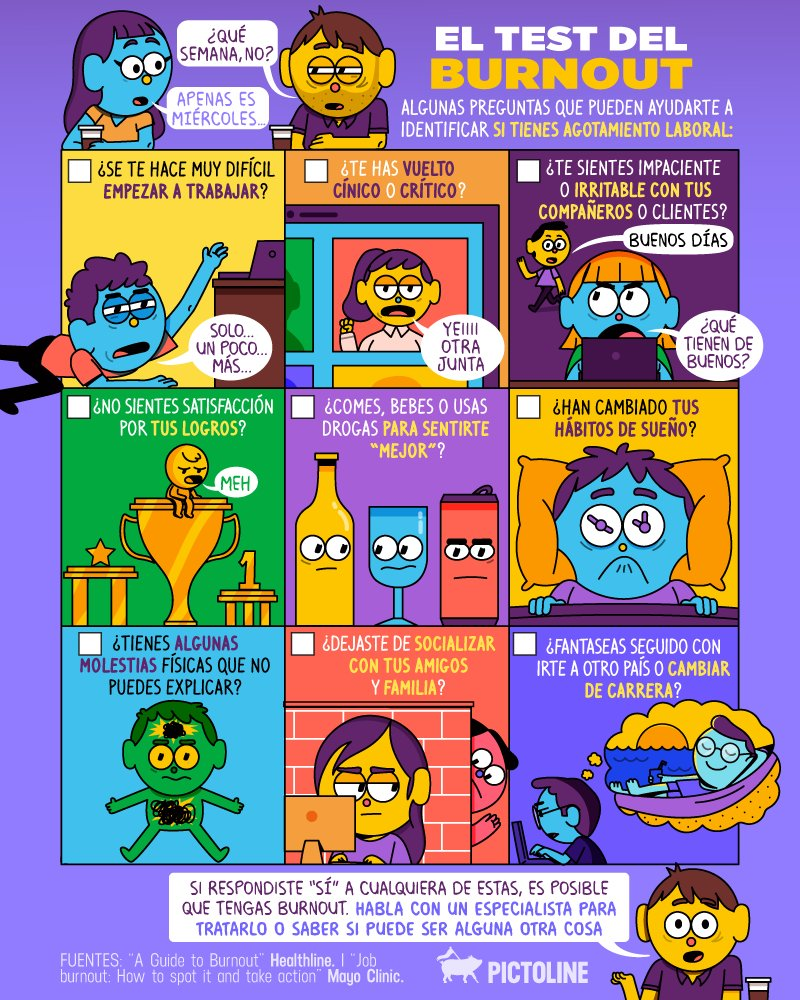 ¿QUÉ
SEMANA, NO?
APENAS ES
MIÉRCOLES...
EL TEST DEL
BURNOUT
ALGUNAS PREGUNTAS QUE PUEDEN AYUDARTE A
IDENTIFICAR SI TIENES AGOTAMIENTO LABORAL:
¿SE TE HACE MUY DIFÍCIL
EMPEZAR A TRABAJAR?
SOLO...
UN POCO...
MÁS...
¿TE HAS VUELTO
CÍNICO O CRÍTICO?
YEIIII
OTRA
JUNTA
¿TE SIENTES IMPACIENTE
O IRRITABLE CON TUS
COMPAÑEROS O CLIENTES?
BUENOS DÍAS
¿QUÉ
TIENEN DE
BUENOS?
¿NO SIENTES SATISFACCIÓN
POR TUS LOGROS?
MEH
1
¿COMES, BEBES O USAS
DROGAS PARA SENTIRTE
"MEJOR"?
¿HAN CAMBIADO TUS
HÁBITOS DE SUEÑO?
¿TIENES ALGUNAS
MOLESTIAS FÍSICAS QUE NO
PUEDES EXPLICAR?
¿DEJASTE DE SOCIALIZAR
CON TUS AMIGOS
Y FAMILIA?
¿FANTASEAS SEGUIDO CON
IRTE A OTRO PAÍS O CAMBIAR
DE CARRERA?
SI RESPONDISTE "SÍ" A CUALQUIERA DE ESTAS, ES POSIBLE
QUE TENGAS BURNOUT. HABLA CON UN ESPECIALISTA PARA
TRATARLO O SABER SI PUEDE SER ALGUNA OTRA COSA
FUENTES: "A Guide to Burnout" Healthline. | "Job
burnout: How to spot it and take action" Mayo Clinic.
PICTOLINE